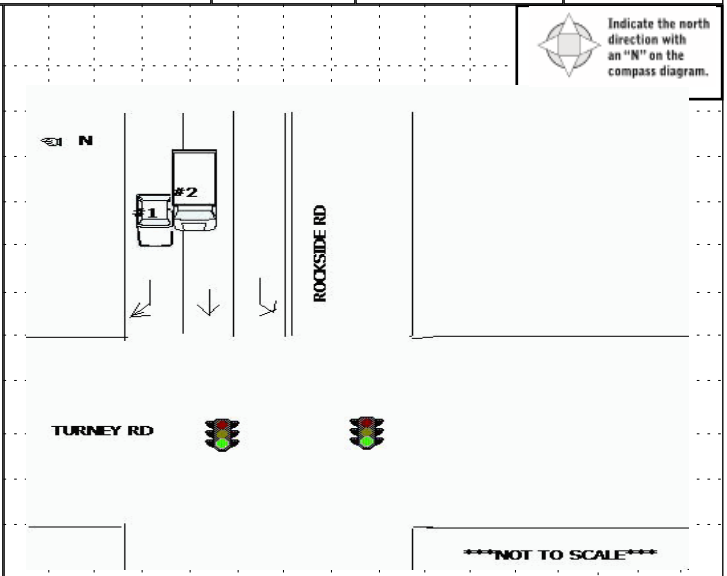 Indicate the north
direction with
an “N” on the
compass diagram.
N
#2
#1
ROCKSIDE RD
TURNEY RD
***NOT TO SCALE***